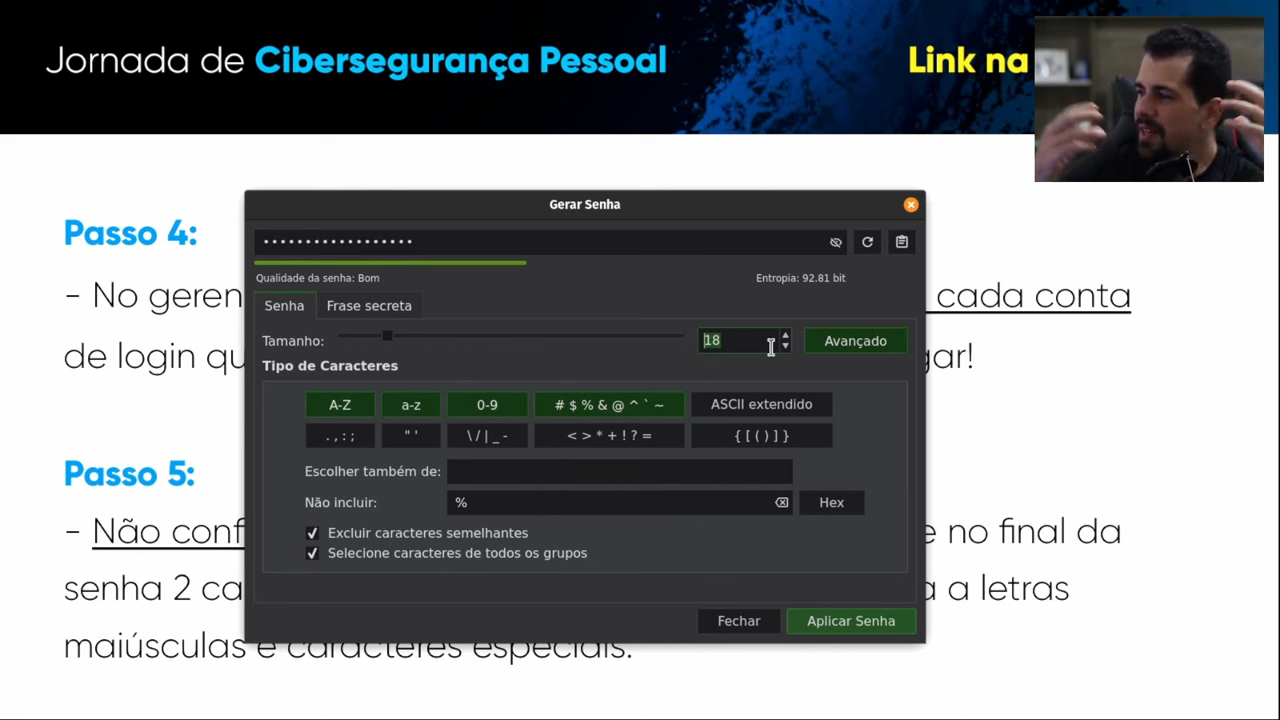 Jornada de Cibersegurança Pessoal
Link na
Passo 4:
- No geren
cada conta
de login qu
gar!
Passo 5:
- Não conf
e no final da
senha 2 ca
a a letras
maiúsculas e caracteres especiais.
Gerar Senha
••••••••••••••••••
Qualidade da senha: Bom
Entropia: 92.81 bit
Senha
Frase secreta
Tamanho:
18
Avançado
Tipo de Caracteres
A-Z
a-z
0-9
# $ % & @ ^ ` ~
ASCII extendido
. , : ;
" '
\ / | _ -
< > * + ! ? =
{ [ ( ) ] }
Escolher também de:
Não incluir:
%
Hex
Excluir caracteres semelhantes
Selecione caracteres de todos os grupos
Fechar
Aplicar Senha